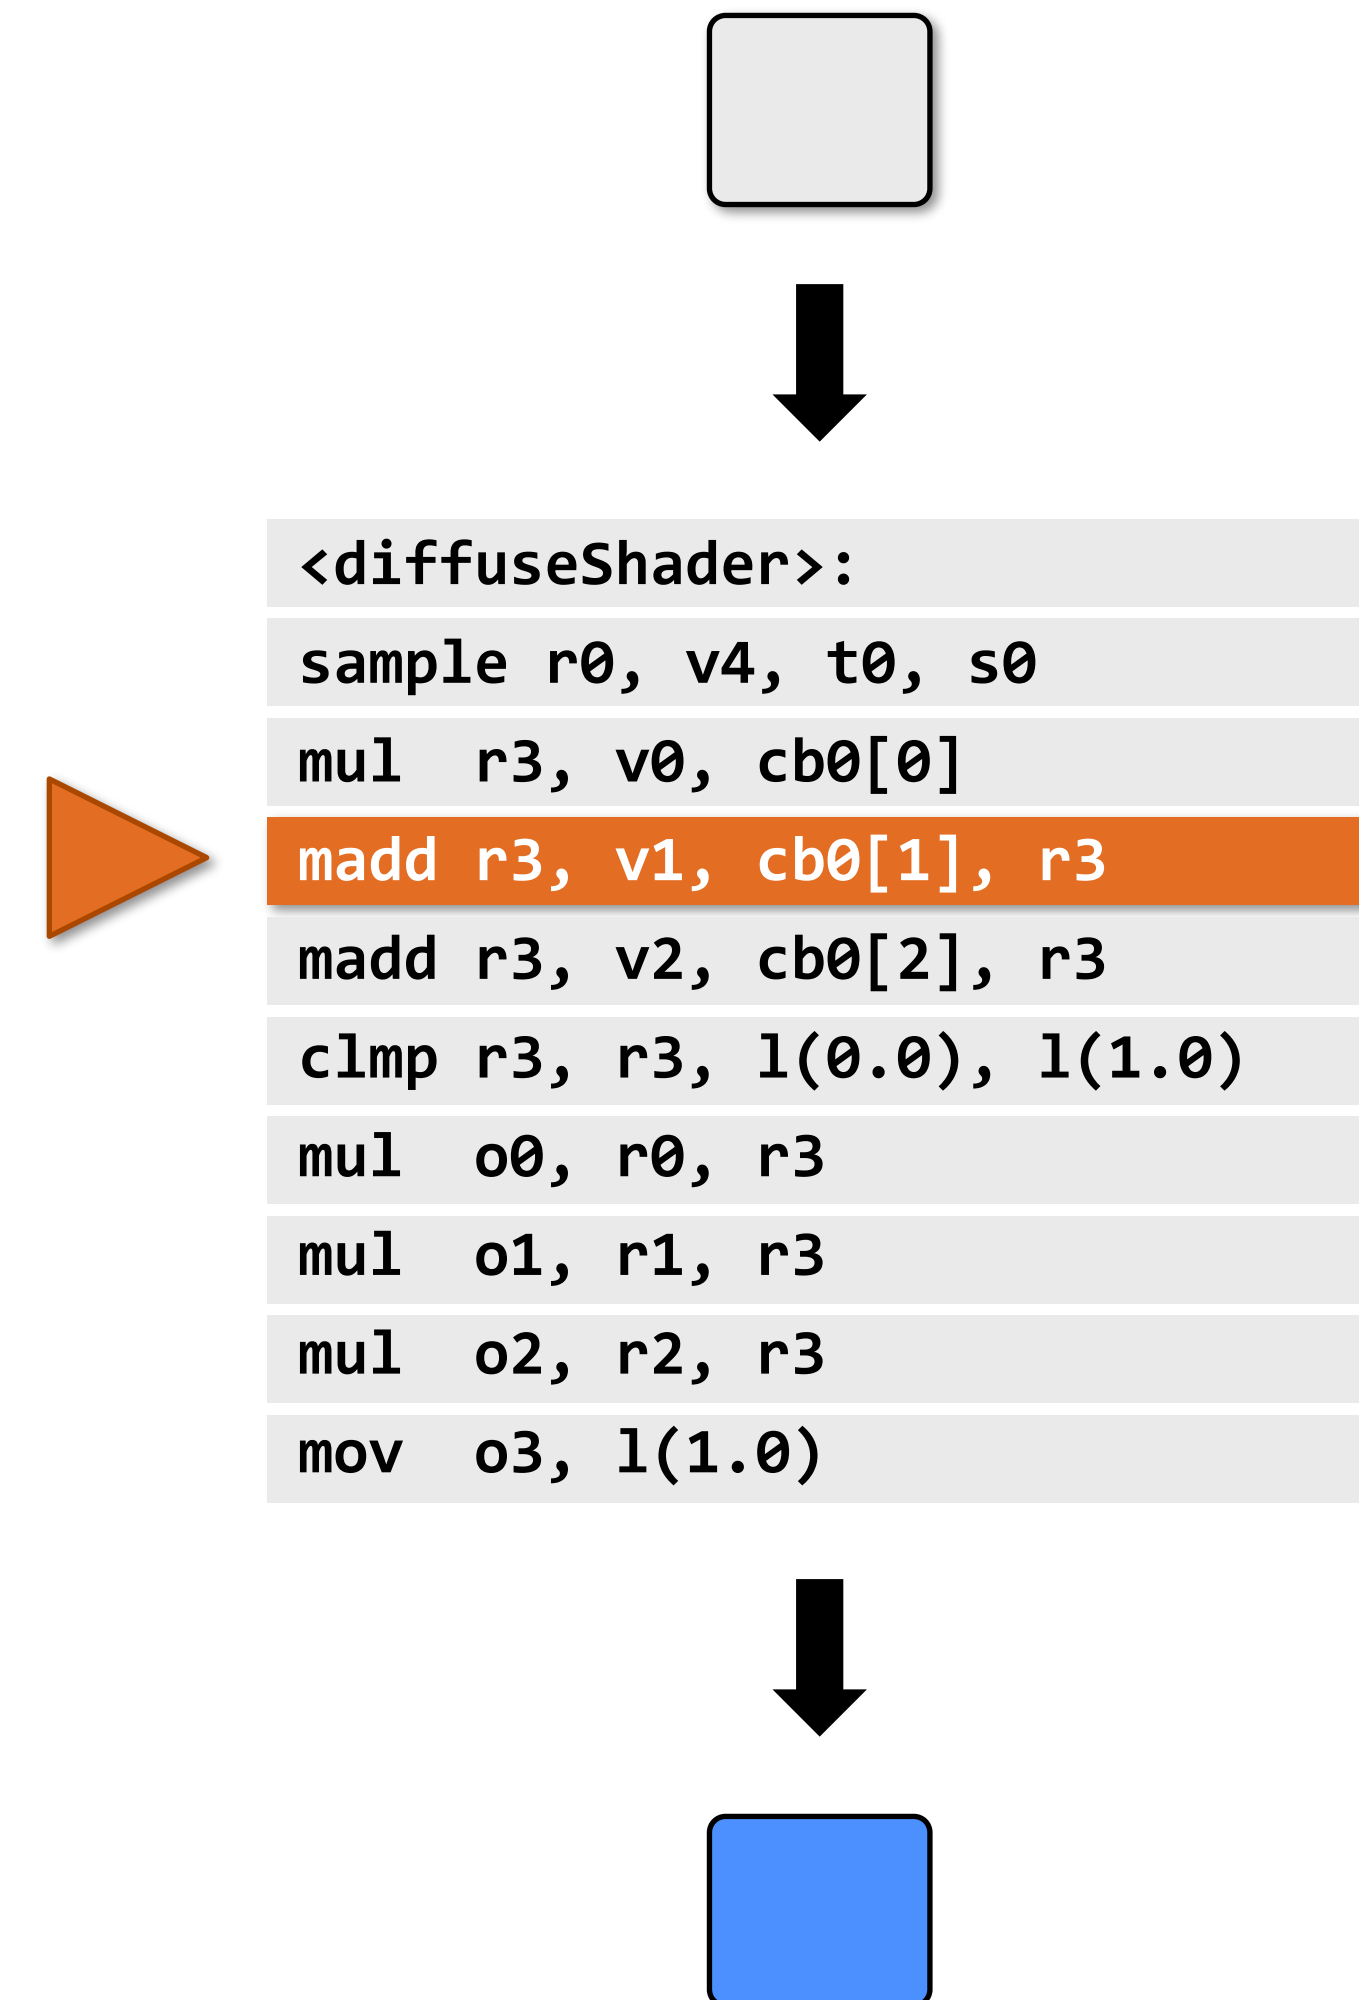 <diffuseShader>:
sample r0, v4, t0, s0
mul  r3, v0, cb0[0]
madd r3, v1, cb0[1], r3
madd r3, v2, cb0[2], r3
clmp r3, r3, l(0.0), l(1.0)
mul  o0, r0, r3
mul  o1, r1, r3
mul  o2, r2, r3
mov  o3, l(1.0)